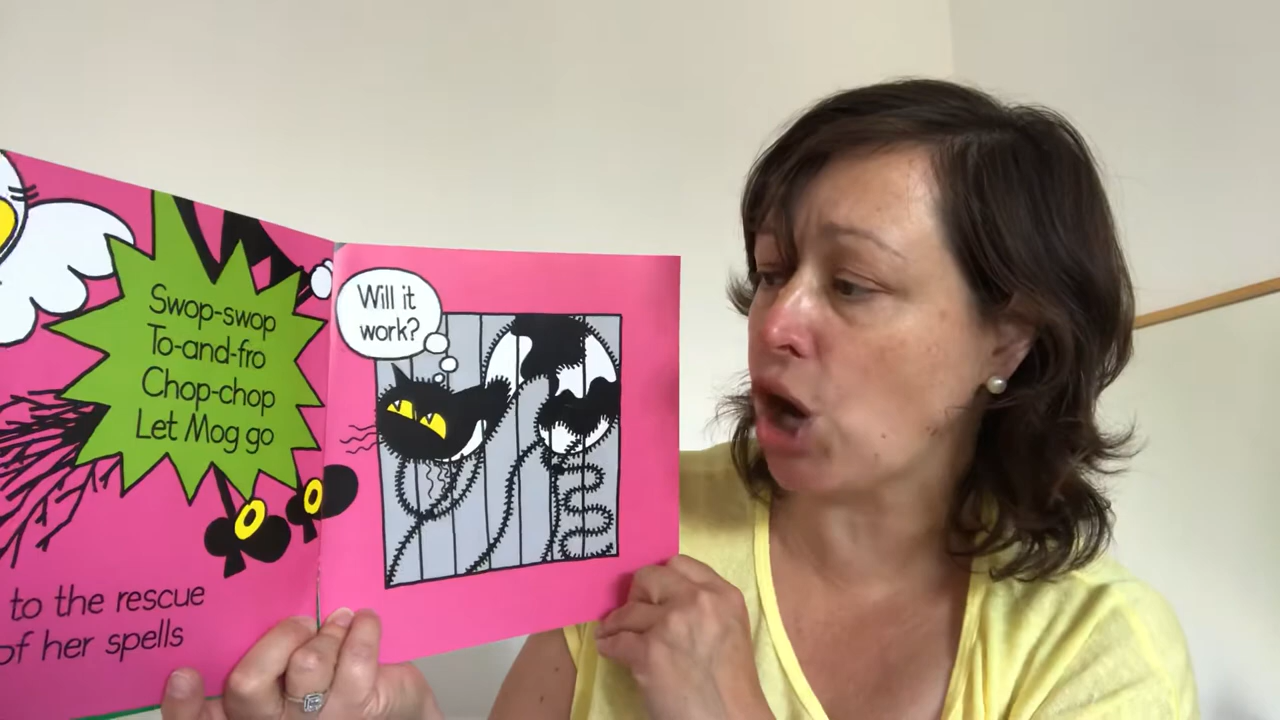 Swop-swop
To-and-fro
Chop-chop
Let Mog go
to the rescue
of her spells
Will it
work?